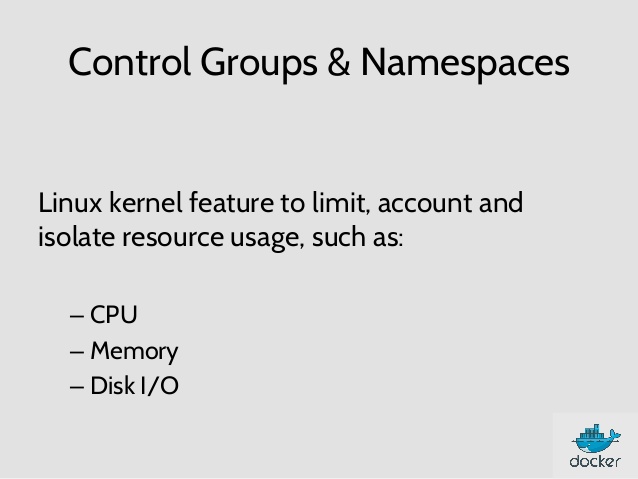 Control Groups & Namespaces
Linux kernel feature to limit, account and
isolate resource usage, such as:
– CPU
– Memory
– Disk I/O
docker